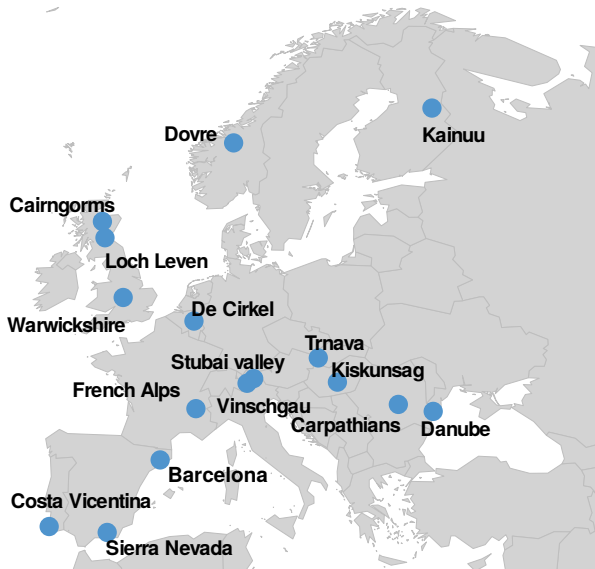 Dovre
Kainuu
Cairngorms
Loch Leven
Warwickshire
De Cirkel
Trnava
Stubai valley
Kiskunsag
French Alps
Vinschgau
Carpathians
Danube
Barcelona
Costa Vicentina
Sierra Nevada